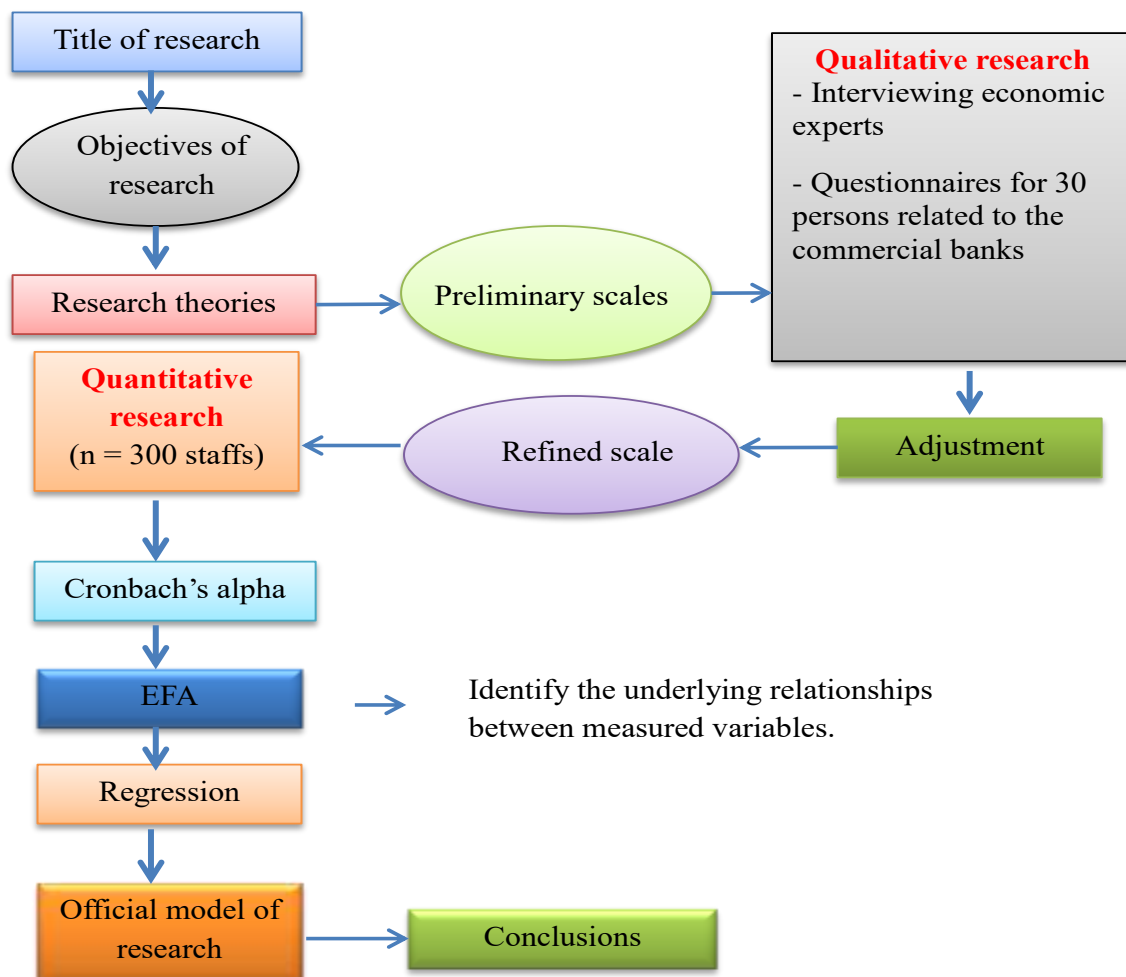 Title of research
Objectives of
research
Research theories
Preliminary scales
Qualitative research
- Interviewing economic
experts
- Questionnaires for 30
persons related to the
commercial banks
Adjustment
Refined scale
Quantitative
research
(n = 300 staffs)
Cronbach’s alpha
EFA
Identify the underlying relationships
between measured variables.
Regression
Official model of
research
Conclusions